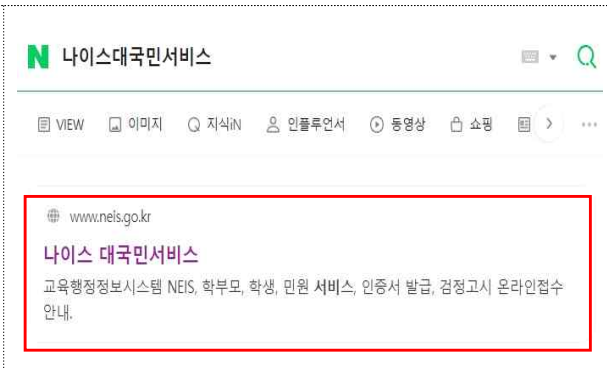 N 나이스대국민서비스
VIEW 이미지 지식iN 인플루언서 동영상 쇼핑
www.neis.go.kr
나이스 대국민서비스
교육행정정보시스템 NEIS, 학부모, 학생, 민원 서비스, 인증서 발급, 검정고시 온라인접수
안내.